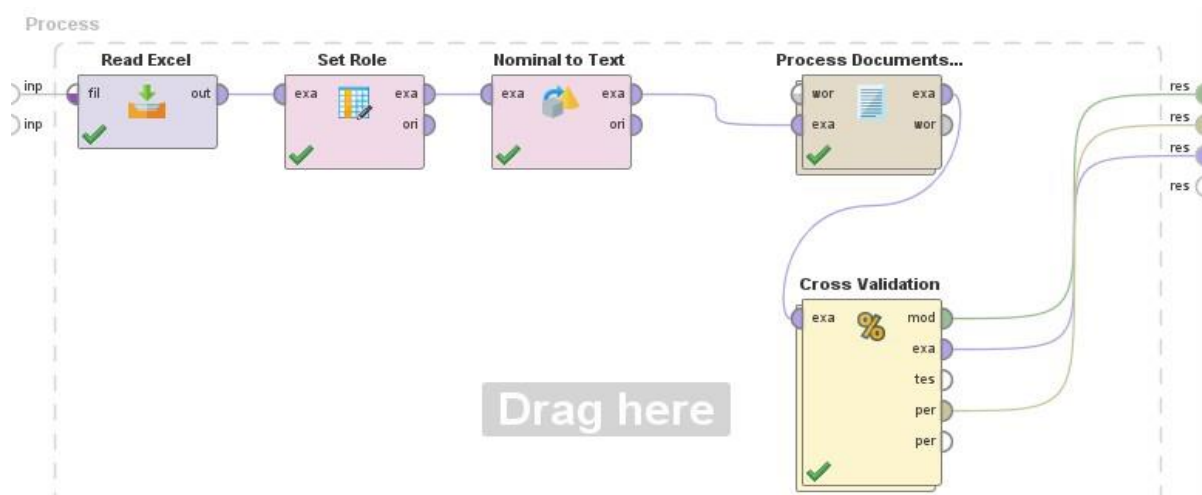 Process
Read Excel
Set Role
Nominal to Text
Process Documents...
inp
fil
out
exa
exa
exa
exa
wor
exa
res
inp
ori
ori
exa
wor
res
res
res
Cross Validation
exa
mod
exa
tes
per
per
Drag here